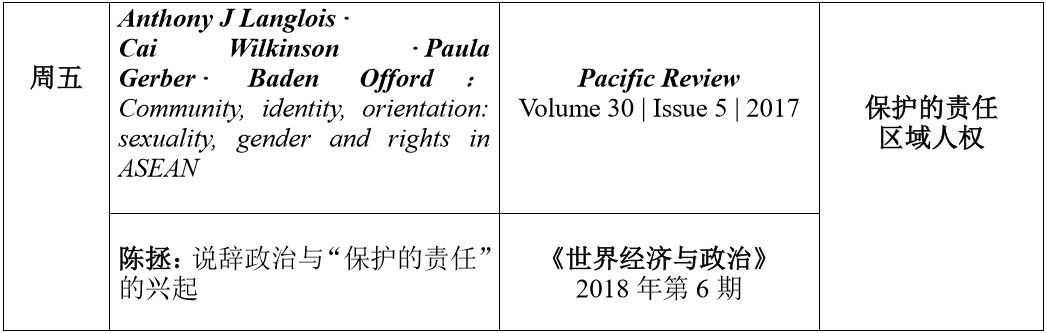 周五
Anthony J Langlois ·
Cai Wilkinson · Paula
Gerber · Baden Offord :
Community, identity, orientation:
sexuality, gender and rights in
ASEAN
Pacific Review
Volume 30 | Issue 5 | 2017
保护的责任
区域人权
陈拯：说辞政治与“保护的责任”
的兴起
《世界经济与政治》
2018 年第 6 期